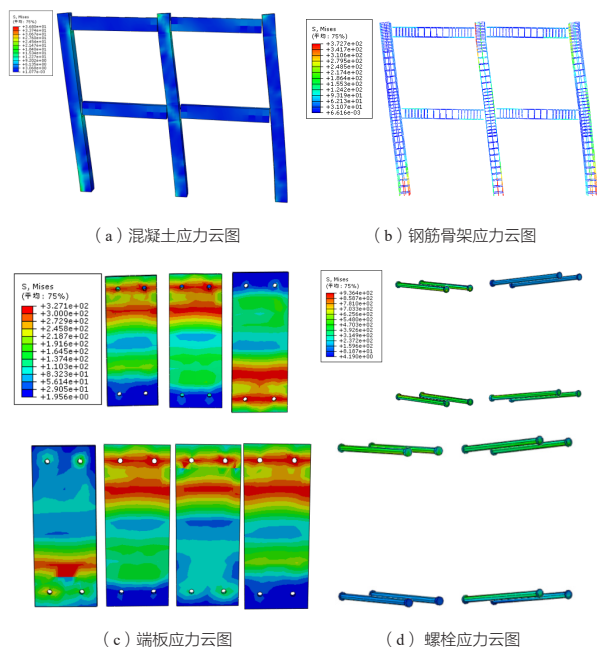 S, Mises
(平均: 75%)
+1.077e-03
S, Mises
(平均: 75%)
+3.727e+02
+3.417e+02
+3.106e+02
+2.795e+02
+2.485e+02
+2.174e+02
+1.864e+02
+1.553e+02
+1.242e+02
+9.319e+01
+6.213e+01
+3.107e+01
+6.616e-03
(a)混凝土应力云图
(b)钢筋骨架应力云图
S, Mises
(平均: 75%)
+3.271e+02
+3.000e+02
+2.729e+02
+2.458e+02
+2.187e+02
+1.916e+02
+1.645e+02
+1.374e+02
+1.103e+02
+8.323e+01
+5.614e+01
+2.905e+01
+1.956e+00
S, Mises
(平均: 75%)
+9.364e+02
+8.587e+02
+7.810e+02
+7.033e+02
+6.256e+02
+5.480e+02
+4.703e+02
+3.926e+02
+3.149e+02
+2.372e+02
+1.596e+02
+8.187e+01
+4.190e+00
(c)端板应力云图
(d) 螺栓应力云图